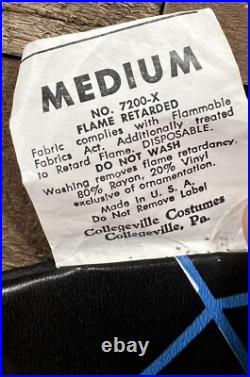 MEDIUM
NO. 7200-X
FLAME RETARDED
Fabric complies with Flammable
Fabrics Act. Additionally treated
to Retard Flame. DISPOSABLE.
DO NOT WASH
Washing removes flame retardancy.
80% Rayon, 20% Vinyl
exclusive of ornamentation.
Made in U. S. A.
Do Not Remove Label
Collegeville Costumes
Collegeville, Pa.